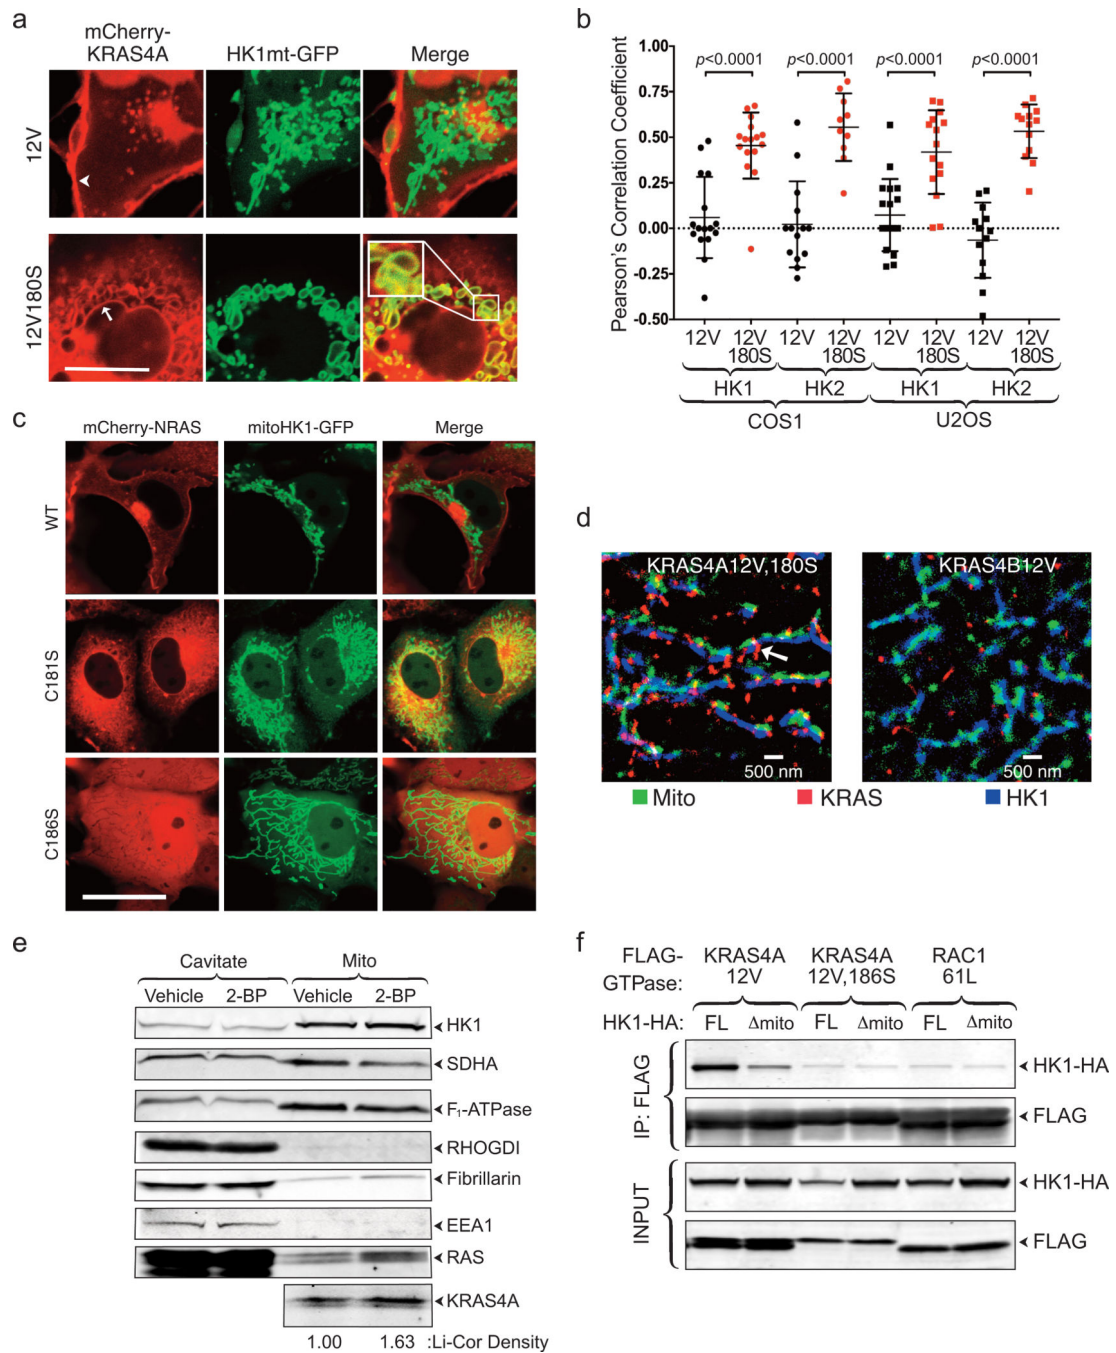 a
mCherry-
KRAS4A
HK1mt-GFP
Merge
12V
12V180S
b
Pearson's Correlation Coefficient
1.00
0.75
0.50
0.25
0.00
-0.25
-0.50
p<0.0001 p<0.0001 p<0.0001 p<0.0001
12V 12V 12V 12V 12V 12V 12V 12V
180S 180S 180S 180S
HK1 HK2 HK1 HK2
COS1 U2OS
c
mCherry-NRAS mitoHK1-GFP Merge
WT
C181S
C186S
d
KRAS4A12V,180S
500 nm
KRAS4B12V
500 nm
Mito KRAS HK1
e
Cavitate Mito
Vehicle 2-BP Vehicle 2-BP
HK1
SDHA
F₁-ATPase
RHOGDI
Fibrillarin
EEA1
RAS
KRAS4A
1.00 1.63 :Li-Cor Density
f
FLAG- KRAS4A KRAS4A RAC1
GTPase: 12V 12V,186S 61L
HK1-HA: FL Δmito FL Δmito FL Δmito
IP: FLAG
HK1-HA
FLAG
INPUT
HK1-HA
FLAG